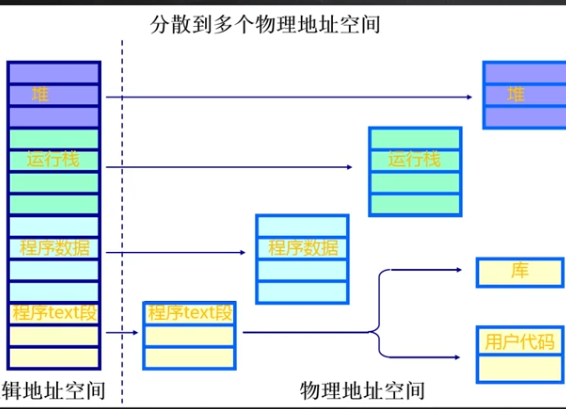 分散到多个物理地址空间
堆
堆
运行栈
运行栈
程序数据
程序数据
库
程序text段
程序text段
用户代码
辑地址空间
物理地址空间